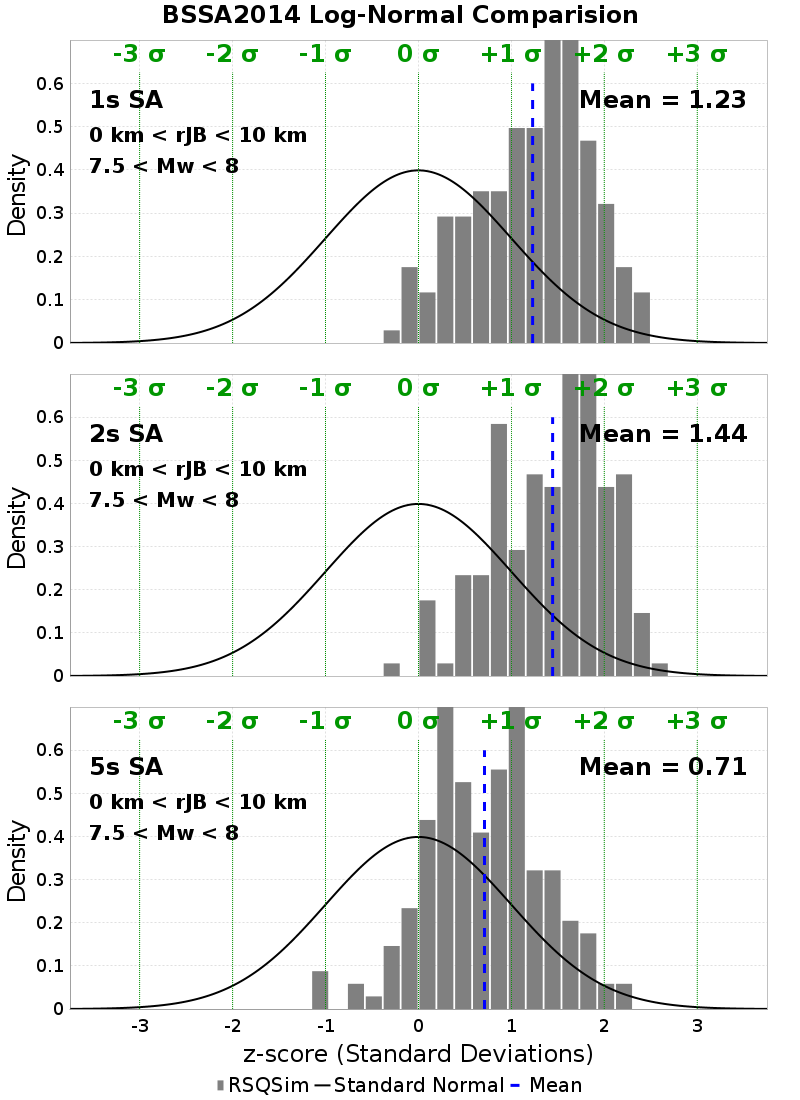 BSSA2014 Log-Normal Comparision
-3 σ -2 σ -1 σ 0 σ +1 σ +2 σ +3 σ
1s SA
Mean = 1.23
0 km < rJB < 10 km
7.5 < Mw < 8
Density
0.6
0.5
0.4
0.3
0.2
0.1
0
-3 σ -2 σ -1 σ 0 σ +1 σ +2 σ +3 σ
2s SA
Mean = 1.44
0 km < rJB < 10 km
7.5 < Mw < 8
Density
0.6
0.5
0.4
0.3
0.2
0.1
0
-3 σ -2 σ -1 σ 0 σ +1 σ +2 σ +3 σ
5s SA
Mean = 0.71
0 km < rJB < 10 km
7.5 < Mw < 8
Density
0.6
0.5
0.4
0.3
0.2
0.1
0
-3 -2 -1 0 1 2 3
z-score (Standard Deviations)
RSQSim Standard Normal Mean